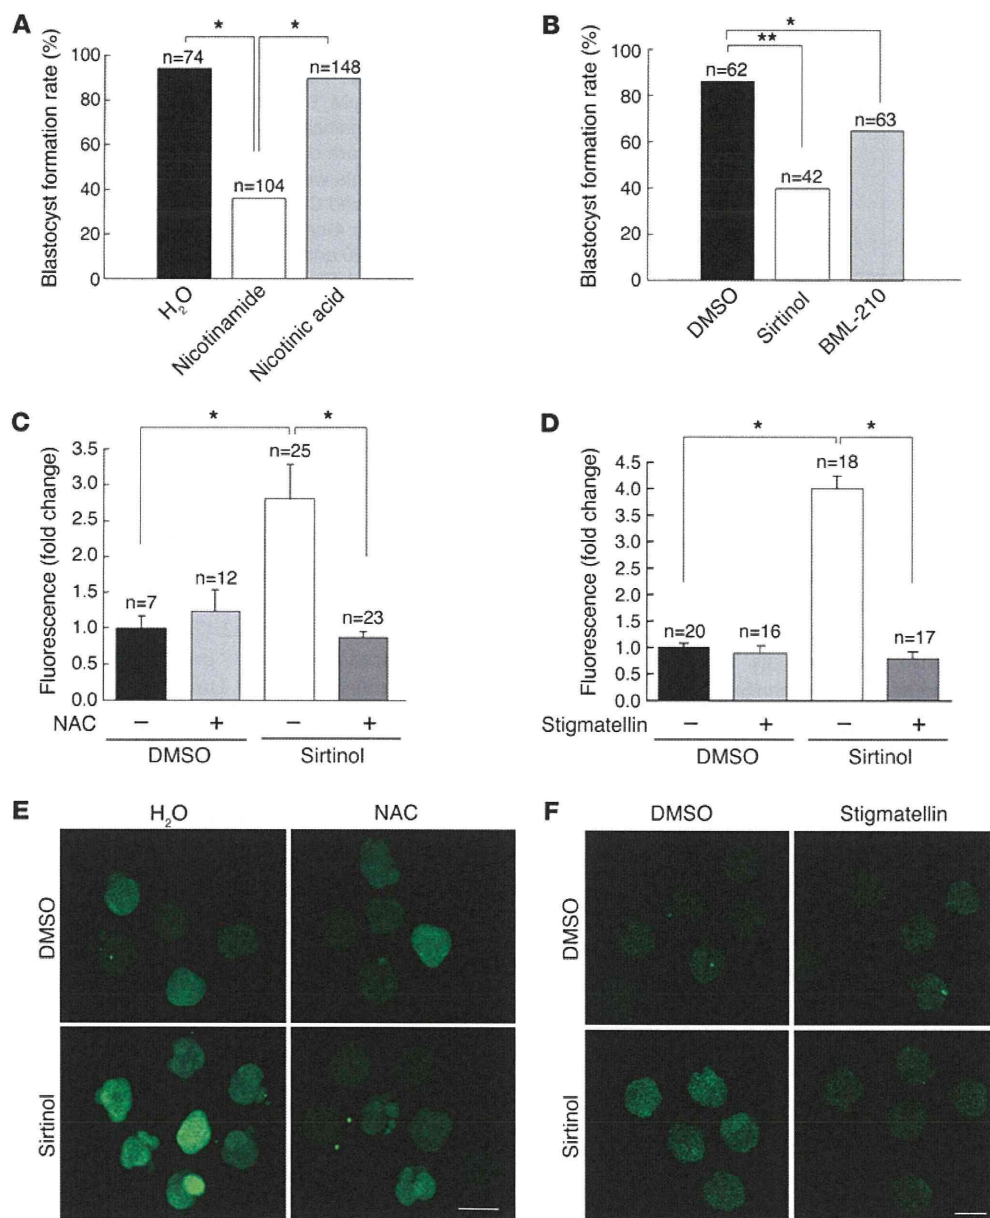 A
Blastocyst formation rate (%)
100
80
60
40
20
0
* *
n=74
n=104
n=148
H₂O
Nicotinamide
Nicotinic acid
B
Blastocyst formation rate (%)
100
80
60
40
20
0
*
**
n=62
n=42
n=63
DMSO
Sirtinol
BML-210
C
Fluorescence (fold change)
3.5
3.0
2.5
2.0
1.5
1.0
0.5
0.0
* *
n=7
n=12
n=25
n=23
NAC − + − +
DMSO Sirtinol
D
Fluorescence (fold change)
4.5
4.0
3.5
3.0
2.5
2.0
1.5
1.0
0.5
0.0
* *
n=20
n=16
n=18
n=17
Stigmatellin − + − +
DMSO Sirtinol
E
H₂O NAC
DMSO
Sirtinol
F
DMSO Stigmatellin
DMSO
Sirtinol